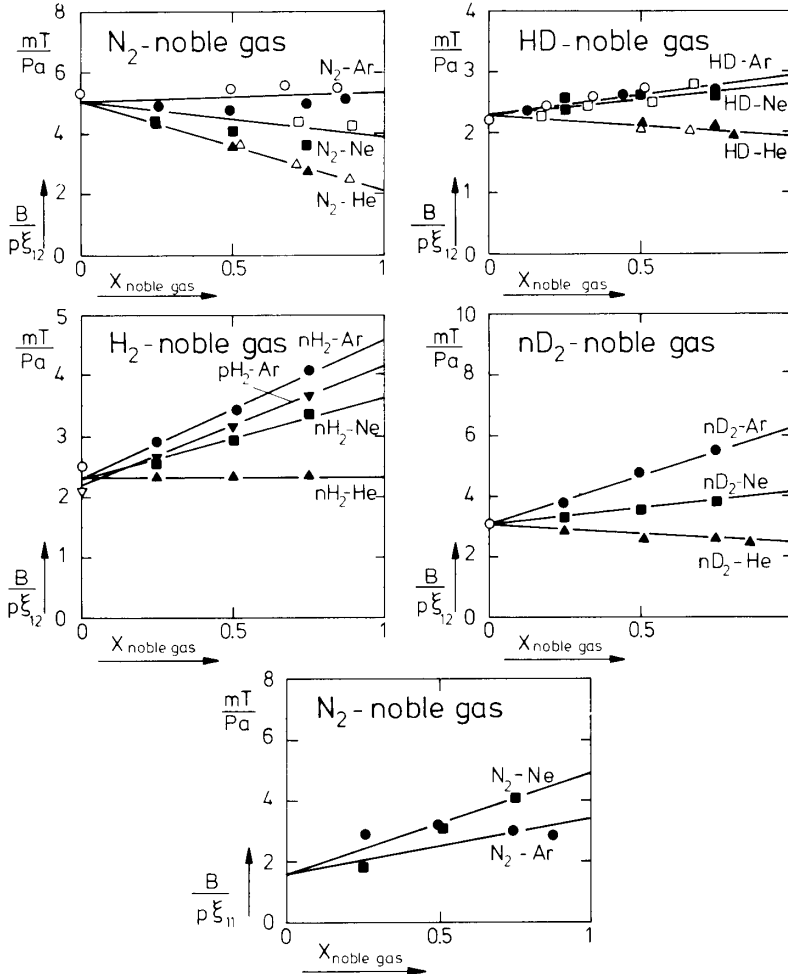 N₂-noble gas
mT/Pa
8
6
4
2
0
N₂-Ar
N₂-Ne
N₂-He
B/pξ₁₂
0 0.5 1
X noble gas
HD-noble gas
mT/Pa
4
3
2
1
0
HD-Ar
HD-Ne
HD-He
B/pξ₁₂
0 0.5
X noble gas
H₂-noble gas
mT/Pa
5
4
3
2
1
0
nH₂-Ar
pH₂-Ar
nH₂-Ne
nH₂-He
B/pξ₁₂
0 0.5 1
X noble gas
nD₂-noble gas
mT/Pa
10
8
6
4
2
0
nD₂-Ar
nD₂-Ne
nD₂-He
B/pξ₁₂
0 0.5
X noble gas
N₂-noble gas
mT/Pa
8
6
4
2
0
N₂-Ne
N₂-Ar
B/pξ₁₁
0 0.5 1
X noble gas